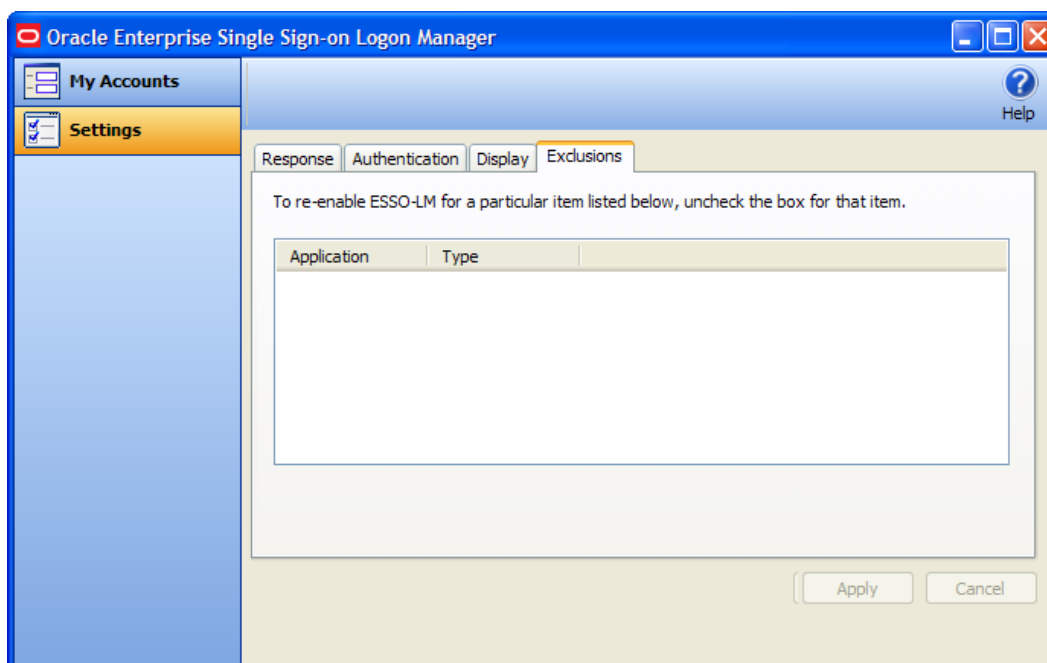 Oracle Enterprise Single Sign-on Logon Manager
My Accounts
Settings
Help
Response Authentication Display Exclusions
To re-enable ESSO-LM for a particular item listed below, uncheck the box for that item.
Application Type
Apply Cancel